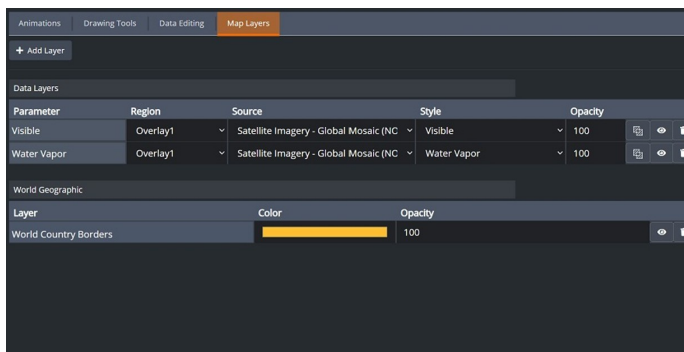 Animations Drawing Tools Data Editing Map Layers
+ Add Layer
Data Layers
Parameter Region Source Style Opacity
Visible Overlay1 Satellite Imagery - Global Mosaic (NC Visible 100
Water Vapor Overlay1 Satellite Imagery - Global Mosaic (NC Water Vapor 100
World Geographic
Layer Color Opacity
World Country Borders 100